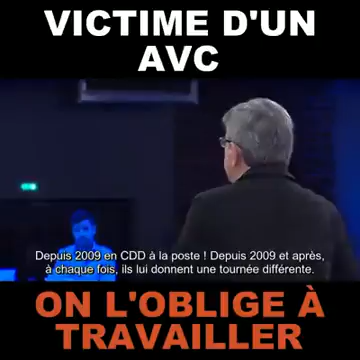 VICTIME D'UN
AVC
Depuis 2009 en CDD à la poste ! Depuis 2009 et après,
à chaque fois, ils lui donnent une tournée différente.
ON L'OBLIGE À
TRAVAILLER